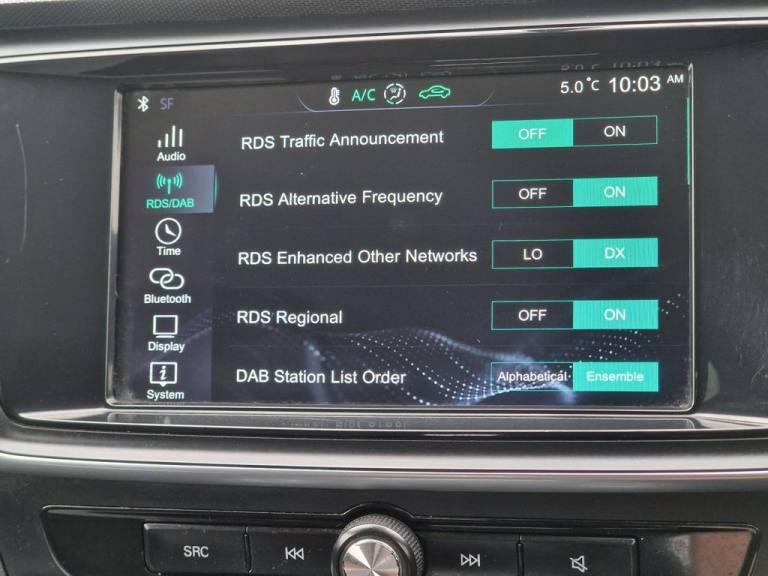 SF
A/C
5.0°C 10:03 AM
Audio
RDS/DAB
Time
Bluetooth
Display
System
RDS Traffic Announcement OFF ON
RDS Alternative Frequency OFF ON
RDS Enhanced Other Networks LO DX
RDS Regional OFF ON
DAB Station List Order Alphabetical Ensemble
SRC